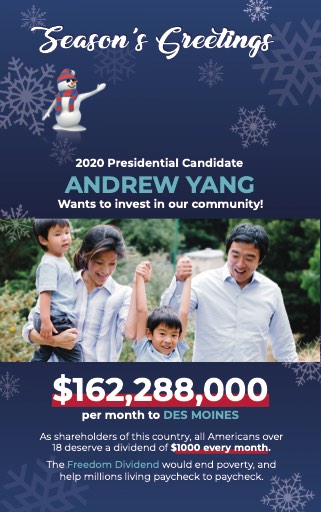 Season's Greetings
2020 Presidential Candidate
ANDREW YANG
Wants to invest in our community!
$162,288,000
per month to DES MOINES
As shareholders of this country, all Americans over
18 deserve a dividend of $1000 every month.
The Freedom Dividend would end poverty, and
help millions living paycheck to paycheck.